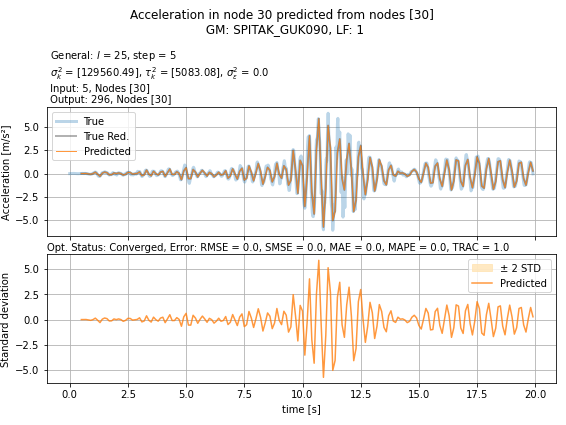 Acceleration in node 30 predicted from nodes [30]
GM: SPITAK_GUK090, LF: 1
General: l = 25, step = 5
σ²ₖ = [129560.49], τ²ₖ = [5083.08], σ²ε = 0.0
Input: 5, Nodes [30]
Output: 296, Nodes [30]
Acceleration [m/s²]
5.0
2.5
0.0
−2.5
−5.0
True
True Red.
Predicted
Opt. Status: Converged, Error: RMSE = 0.0, SMSE = 0.0, MAE = 0.0, MAPE = 0.0, TRAC = 1.0
Standard deviation
5.0
2.5
0.0
−2.5
−5.0
± 2 STD
Predicted
0.0 2.5 5.0 7.5 10.0 12.5 15.0 17.5 20.0
time [s]